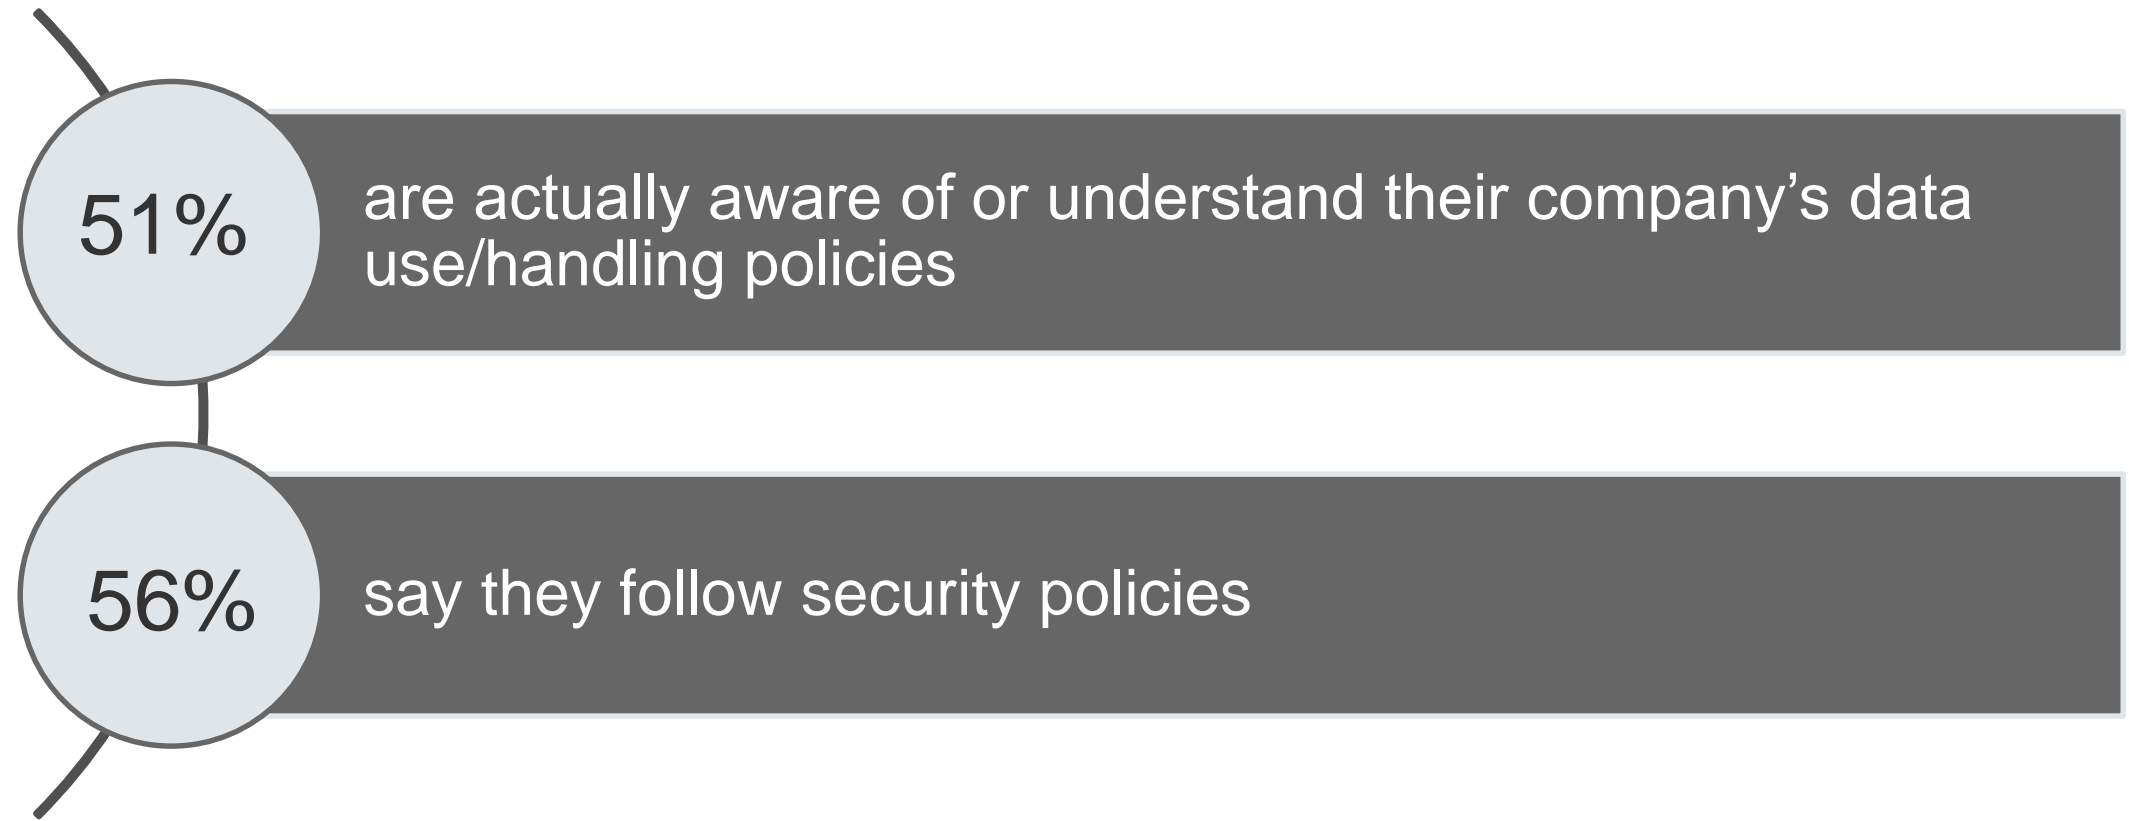 51%
are actually aware of or understand their company’s data
use/handling policies
56%
say they follow security policies